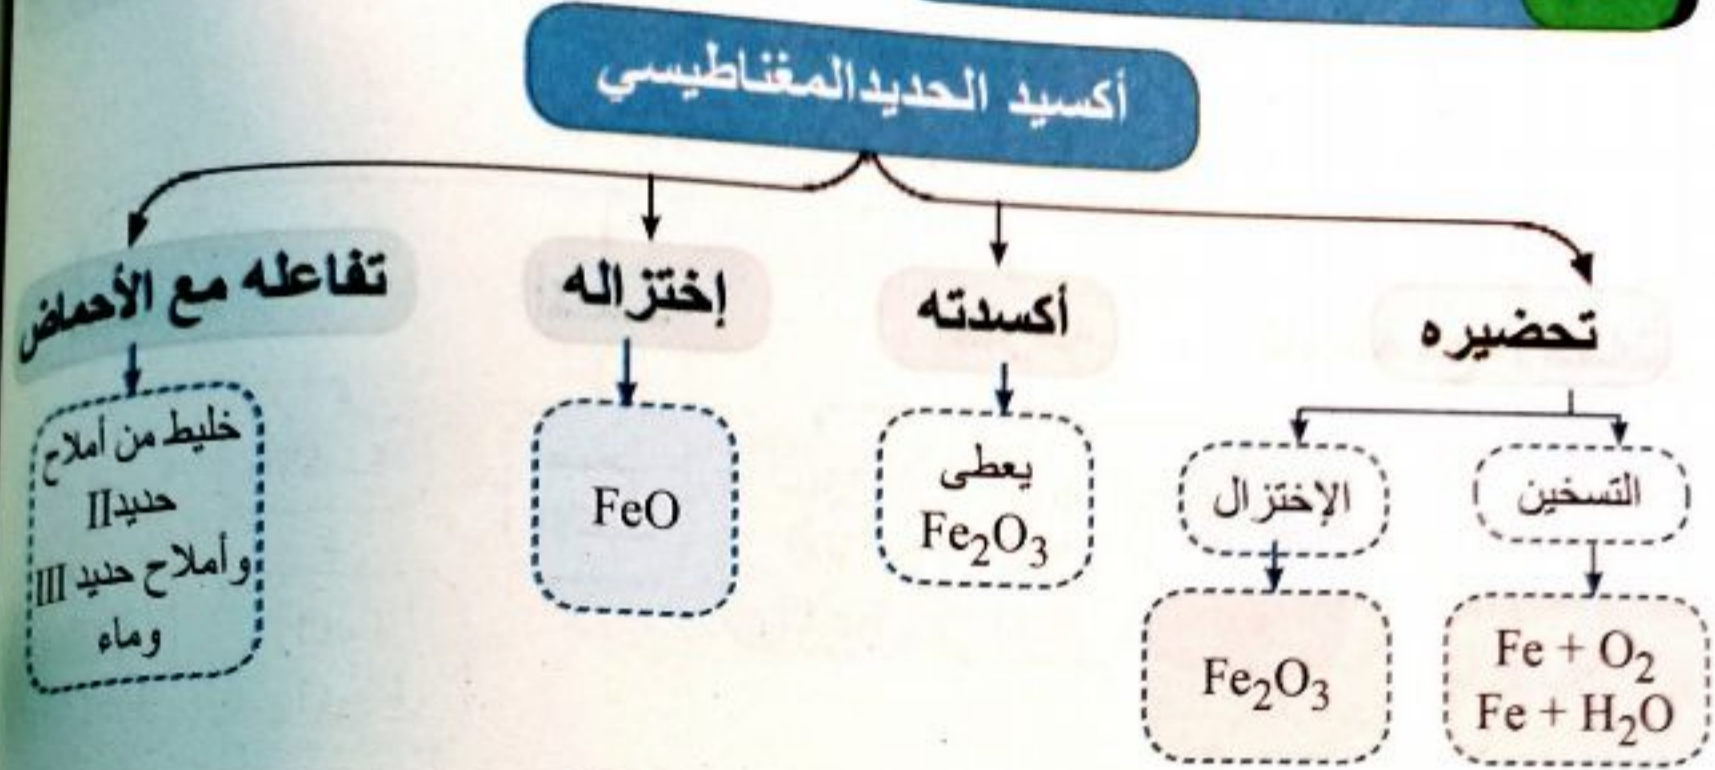 أكسيد الحديدالمغناطيسي
تحضيره
التسخين
Fe + O₂
Fe + H₂O
الإختزال
Fe₂O₃
أكسدته
يعطى
Fe₂O₃
إختزاله
FeO
تفاعله مع الأحماض
خليط من أملاح
حديدII
وأملاح حديد III
وماء